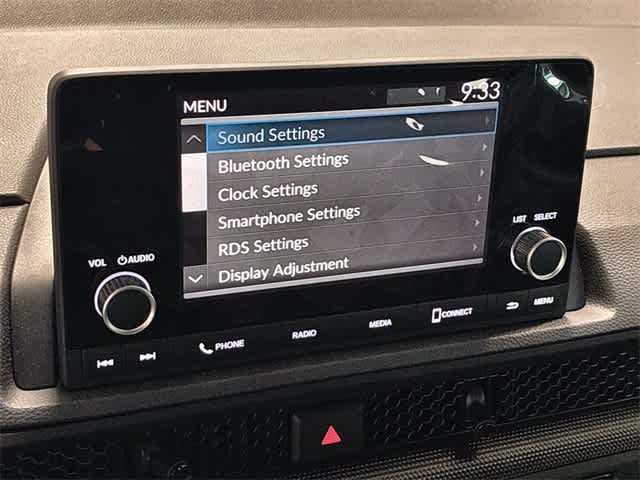 MENU 9:33
Sound Settings
Bluetooth Settings
Clock Settings
Smartphone Settings
RDS Settings
Display Adjustment
VOL AUDIO
LIST SELECT
PHONE RADIO MEDIA CONNECT MENU